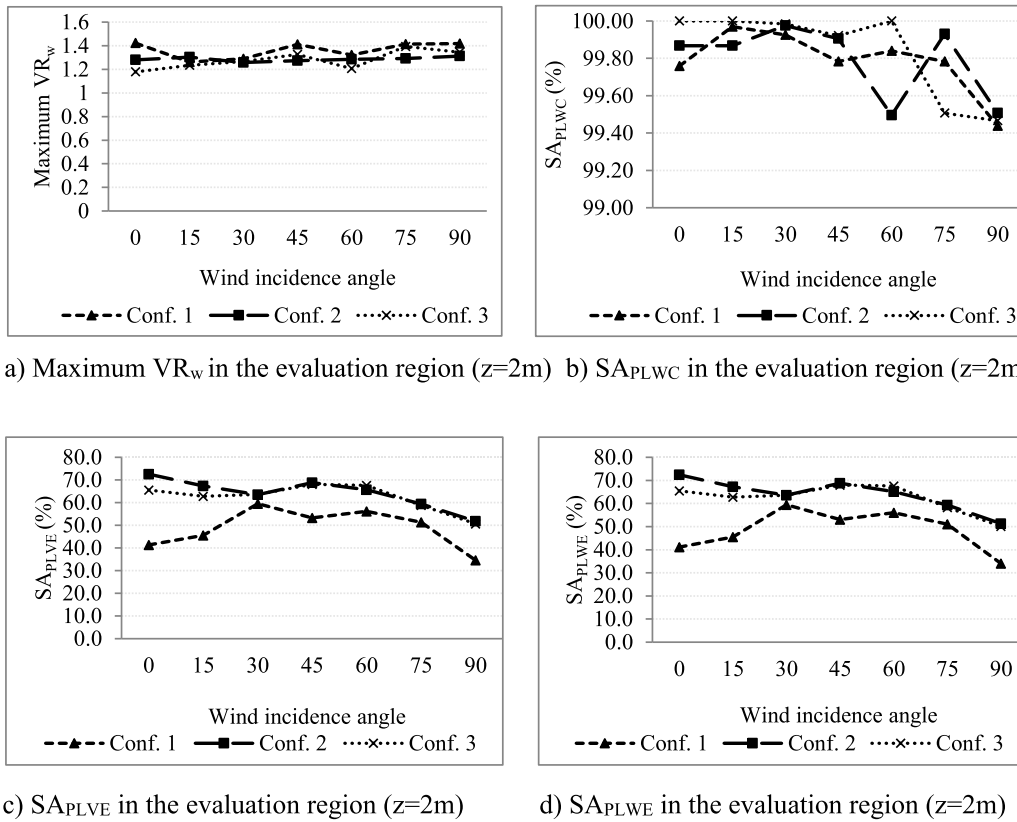 Maximum VRw
1.6
1.4
1.2
1
0.8
0.6
0.4
0.2
0
0 15 30 45 60 75 90
Wind incidence angle
Conf. 1 Conf. 2 Conf. 3
a) Maximum VRw in the evaluation region (z=2m)
SAPLWC (%)
100.00
99.80
99.60
99.40
99.20
99.00
0 15 30 45 60 75 90
Wind incidence angle
Conf. 1 Conf. 2 Conf. 3
b) SAPLWC in the evaluation region (z=2m
SAPLVE (%)
80.0
70.0
60.0
50.0
40.0
30.0
20.0
10.0
0.0
0 15 30 45 60 75 90
Wind incidence angle
Conf. 1 Conf. 2 Conf. 3
c) SAPLVE in the evaluation region (z=2m)
SAPLWE (%)
80.0
70.0
60.0
50.0
40.0
30.0
20.0
10.0
0.0
0 15 30 45 60 75 90
Wind incidence angle
Conf. 1 Conf. 2 Conf. 3
d) SAPLWE in the evaluation region (z=2m)